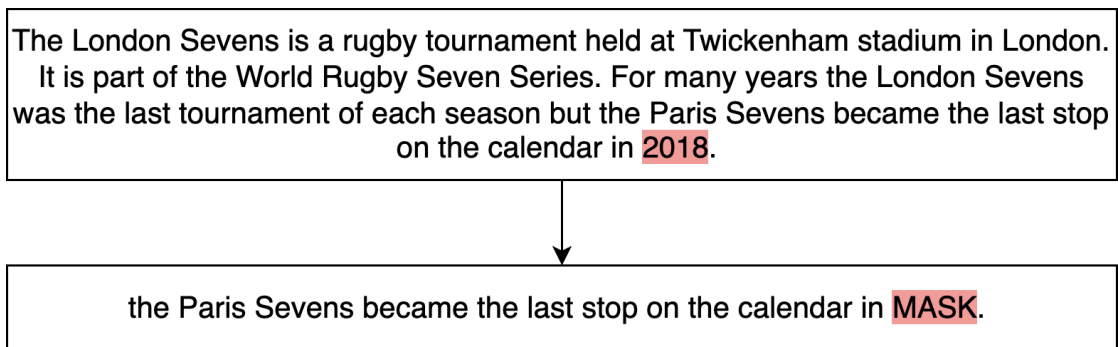 The London Sevens is a rugby tournament held at Twickenham stadium in London.
It is part of the World Rugby Seven Series. For many years the London Sevens
was the last tournament of each season but the Paris Sevens became the last stop
on the calendar in 2018.
the Paris Sevens became the last stop on the calendar in MASK.